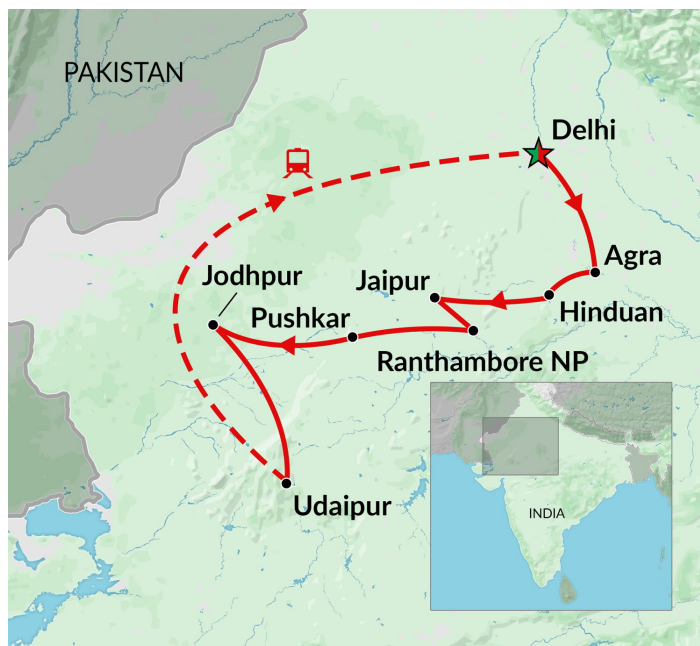 PAKISTAN
Delhi
Agra
Jodhpur
Jaipur
Hinduan
Pushkar
Ranthambore NP
Udaipur
INDIA